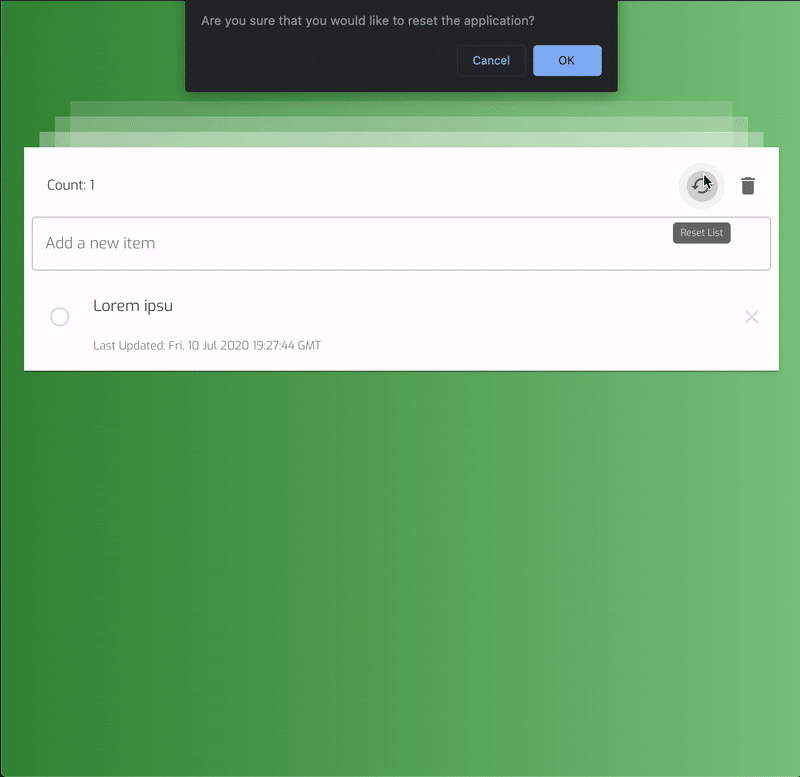 Are you sure that you would like to reset the application?
Cancel OK
Count: 1
Reset List
Add a new item
Lorem ipsu
Last Updated: Fri, 10 Jul 2020 19:27:44 GMT